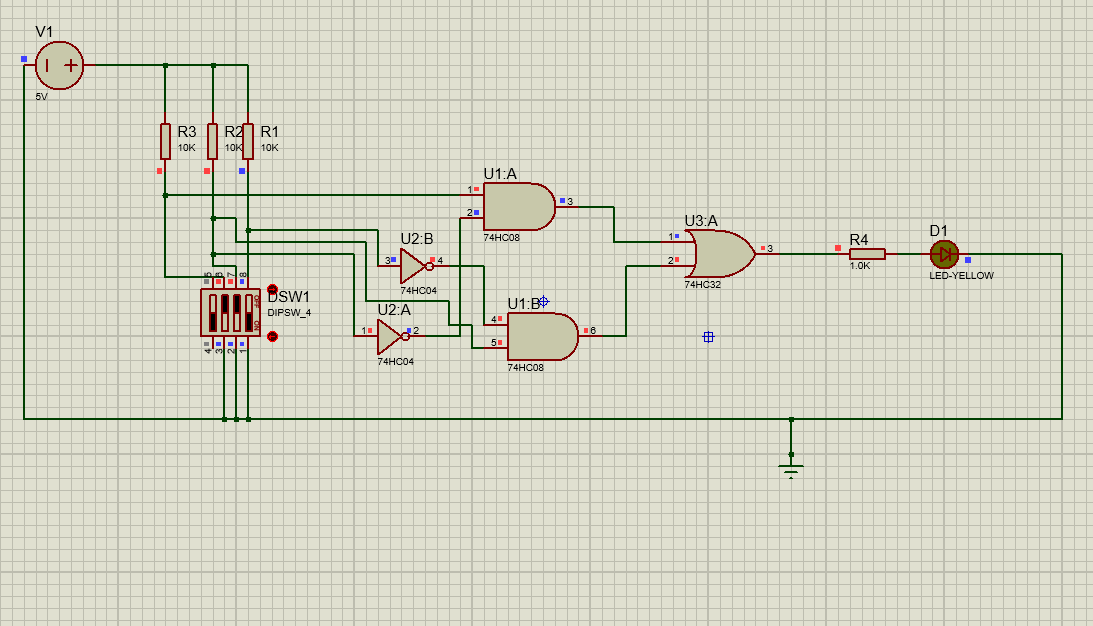 V1
5V
R3
10K
R2
10K
R1
10K
U1:A
1
2
3
74HC08
U2:B
3
4
74HC04
U3:A
1
2
3
74HC32
R4
1.0K
D1
LED-YELLOW
5
6
7
8
OFF
ON
DSW1
DIPSW_4
4
3
2
1
U2:A
1
2
74HC04
U1:B
4
5
6
74HC08